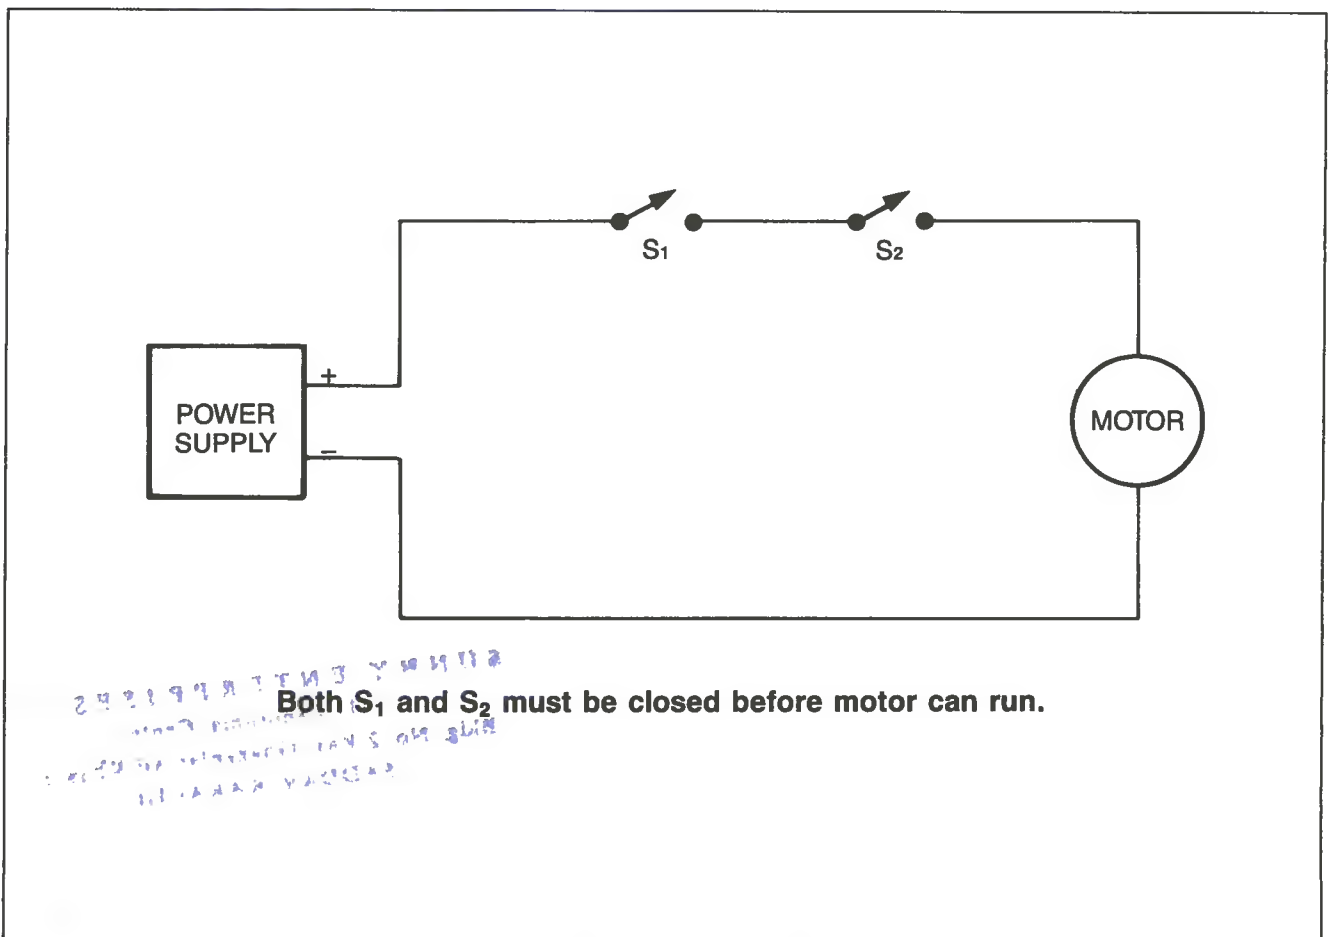 S₁
S₂
+
POWER
SUPPLY
−
MOTOR
Both S₁ and S₂ must be closed before motor can run.